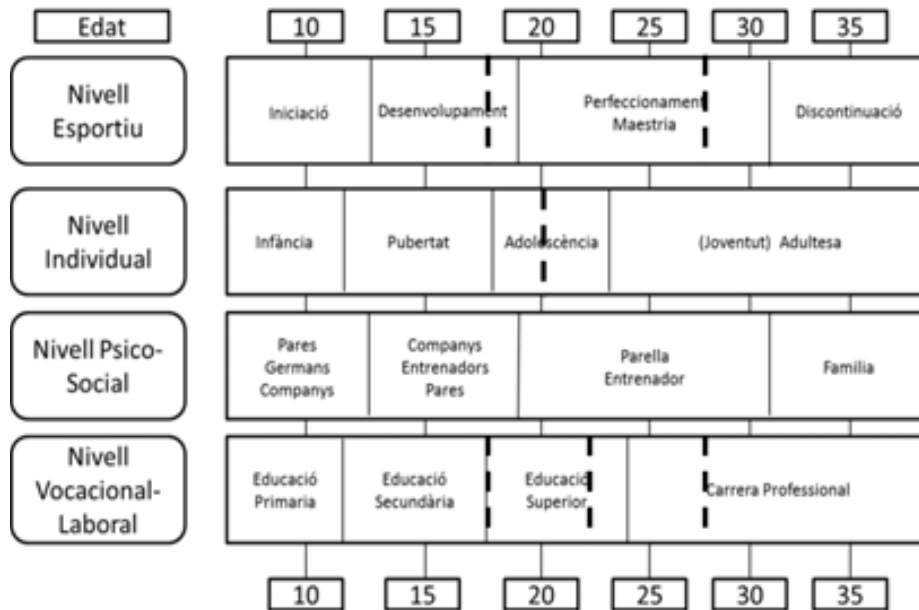 Edat
10 15 20 25 30 35
Nivell
Esportiu
Iniciació
Desenvolupament
Perfeccionament
Maestria
Discontinuació
Nivell
Individual
Infància
Pubertat
Adolescència
(Joventut) Adultesa
Nivell Psico-
Social
Pares
Germans
Companys
Companys
Entrenadors
Pares
Parella
Entrenador
Familia
Nivell
Vocacional-
Laboral
Educació
Primaria
Educació
Secundària
Educació
Superior
Carrera Professional
10 15 20 25 30 35